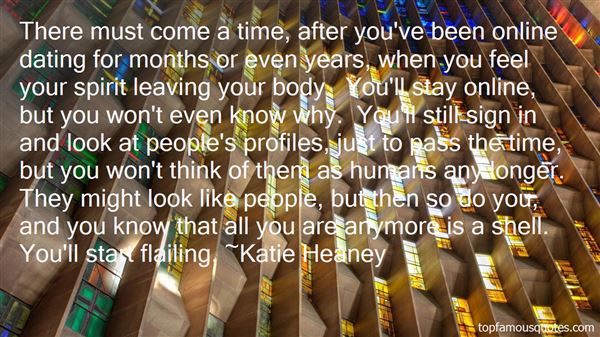 There must come a time, after you've been online
dating for months or even years, when you feel
your spirit leaving your body. You'll stay online,
but you won't even know why. You'll still sign in
and look at people's profiles, just to pass the time,
but you won't think of them as humans any longer.
They might look like people, but then so do you,
and you know that all you are anymore is a shell.
You'll start flailing. ~Katie Heaney
topfamousquotes.com